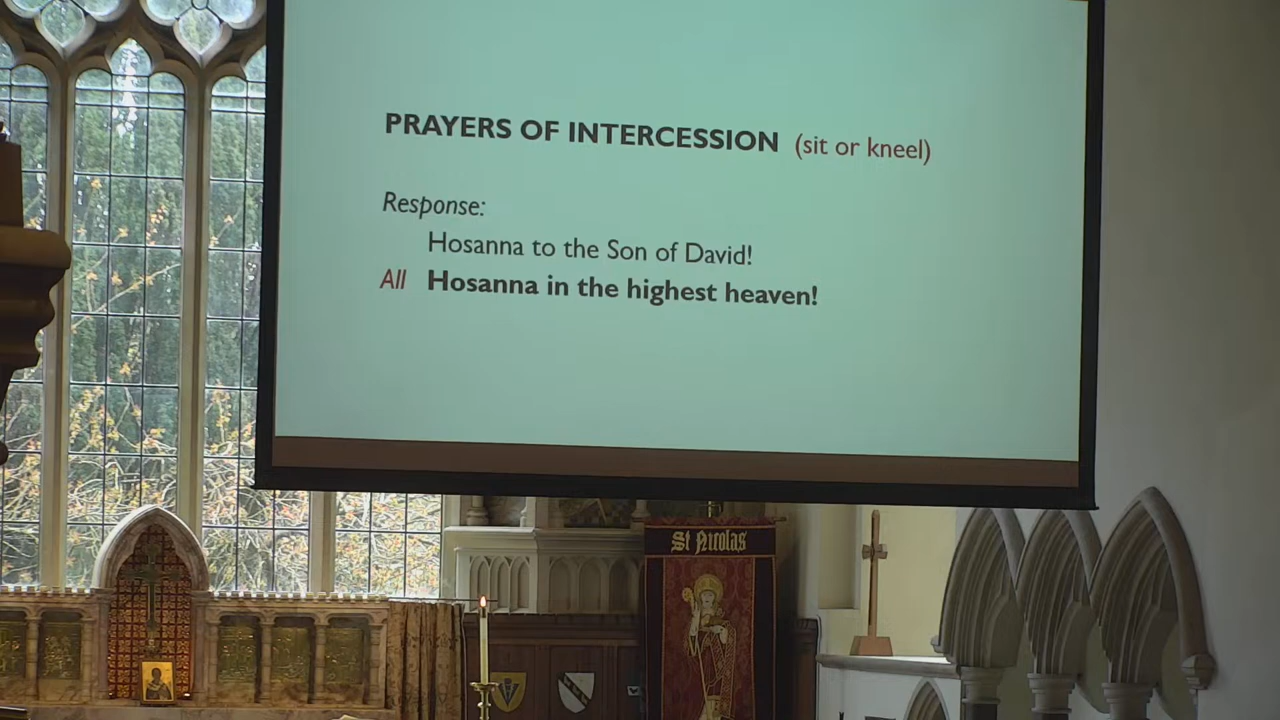 PRAYERS OF INTERCESSION (sit or kneel)
Response:
Hosanna to the Son of David!
All Hosanna in the highest heaven!
St Nicolas